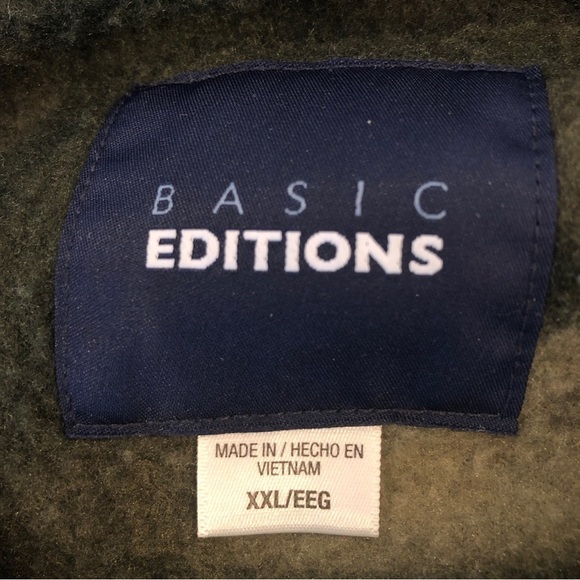 BASIC
EDITIONS
MADE IN / HECHO EN
VIETNAM
XXL/EEG